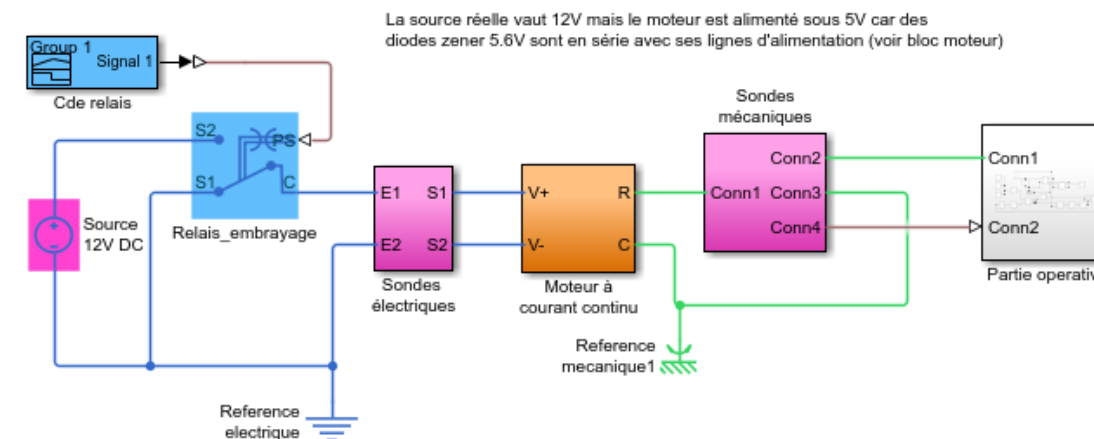 La source réelle vaut 12V mais le moteur est alimenté sous 5V car des
diodes zener 5.6V sont en série avec ses lignes d'alimentation (voir bloc moteur)
Group 1
Signal 1
Cde relais
S2
PS
S1
C
Relais_embrayage
Source
12V DC
E1
S1
E2
S2
Sondes
électriques
V+
R
V-
C
Moteur à
courant continu
Sondes
mécaniques
Conn2
Conn1
Conn3
Conn4
Conn1
Conn2
Partie operativ
Reference
mecanique1
Reference
electrique